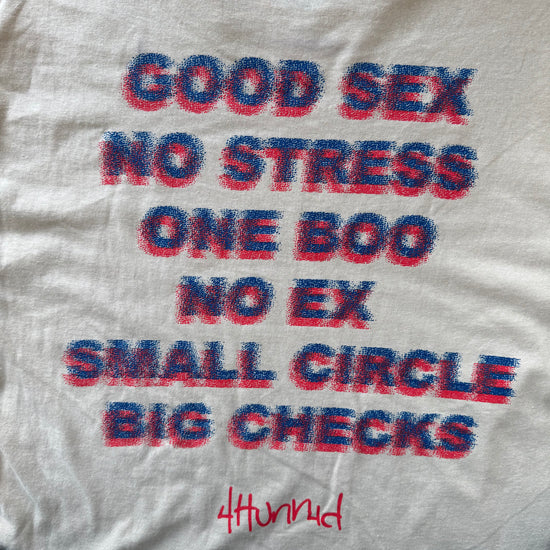 GOOD SEX
NO STRESS
ONE BOO
NO EX
SMALL CIRCLE
BIG CHECKS
4Hunnid